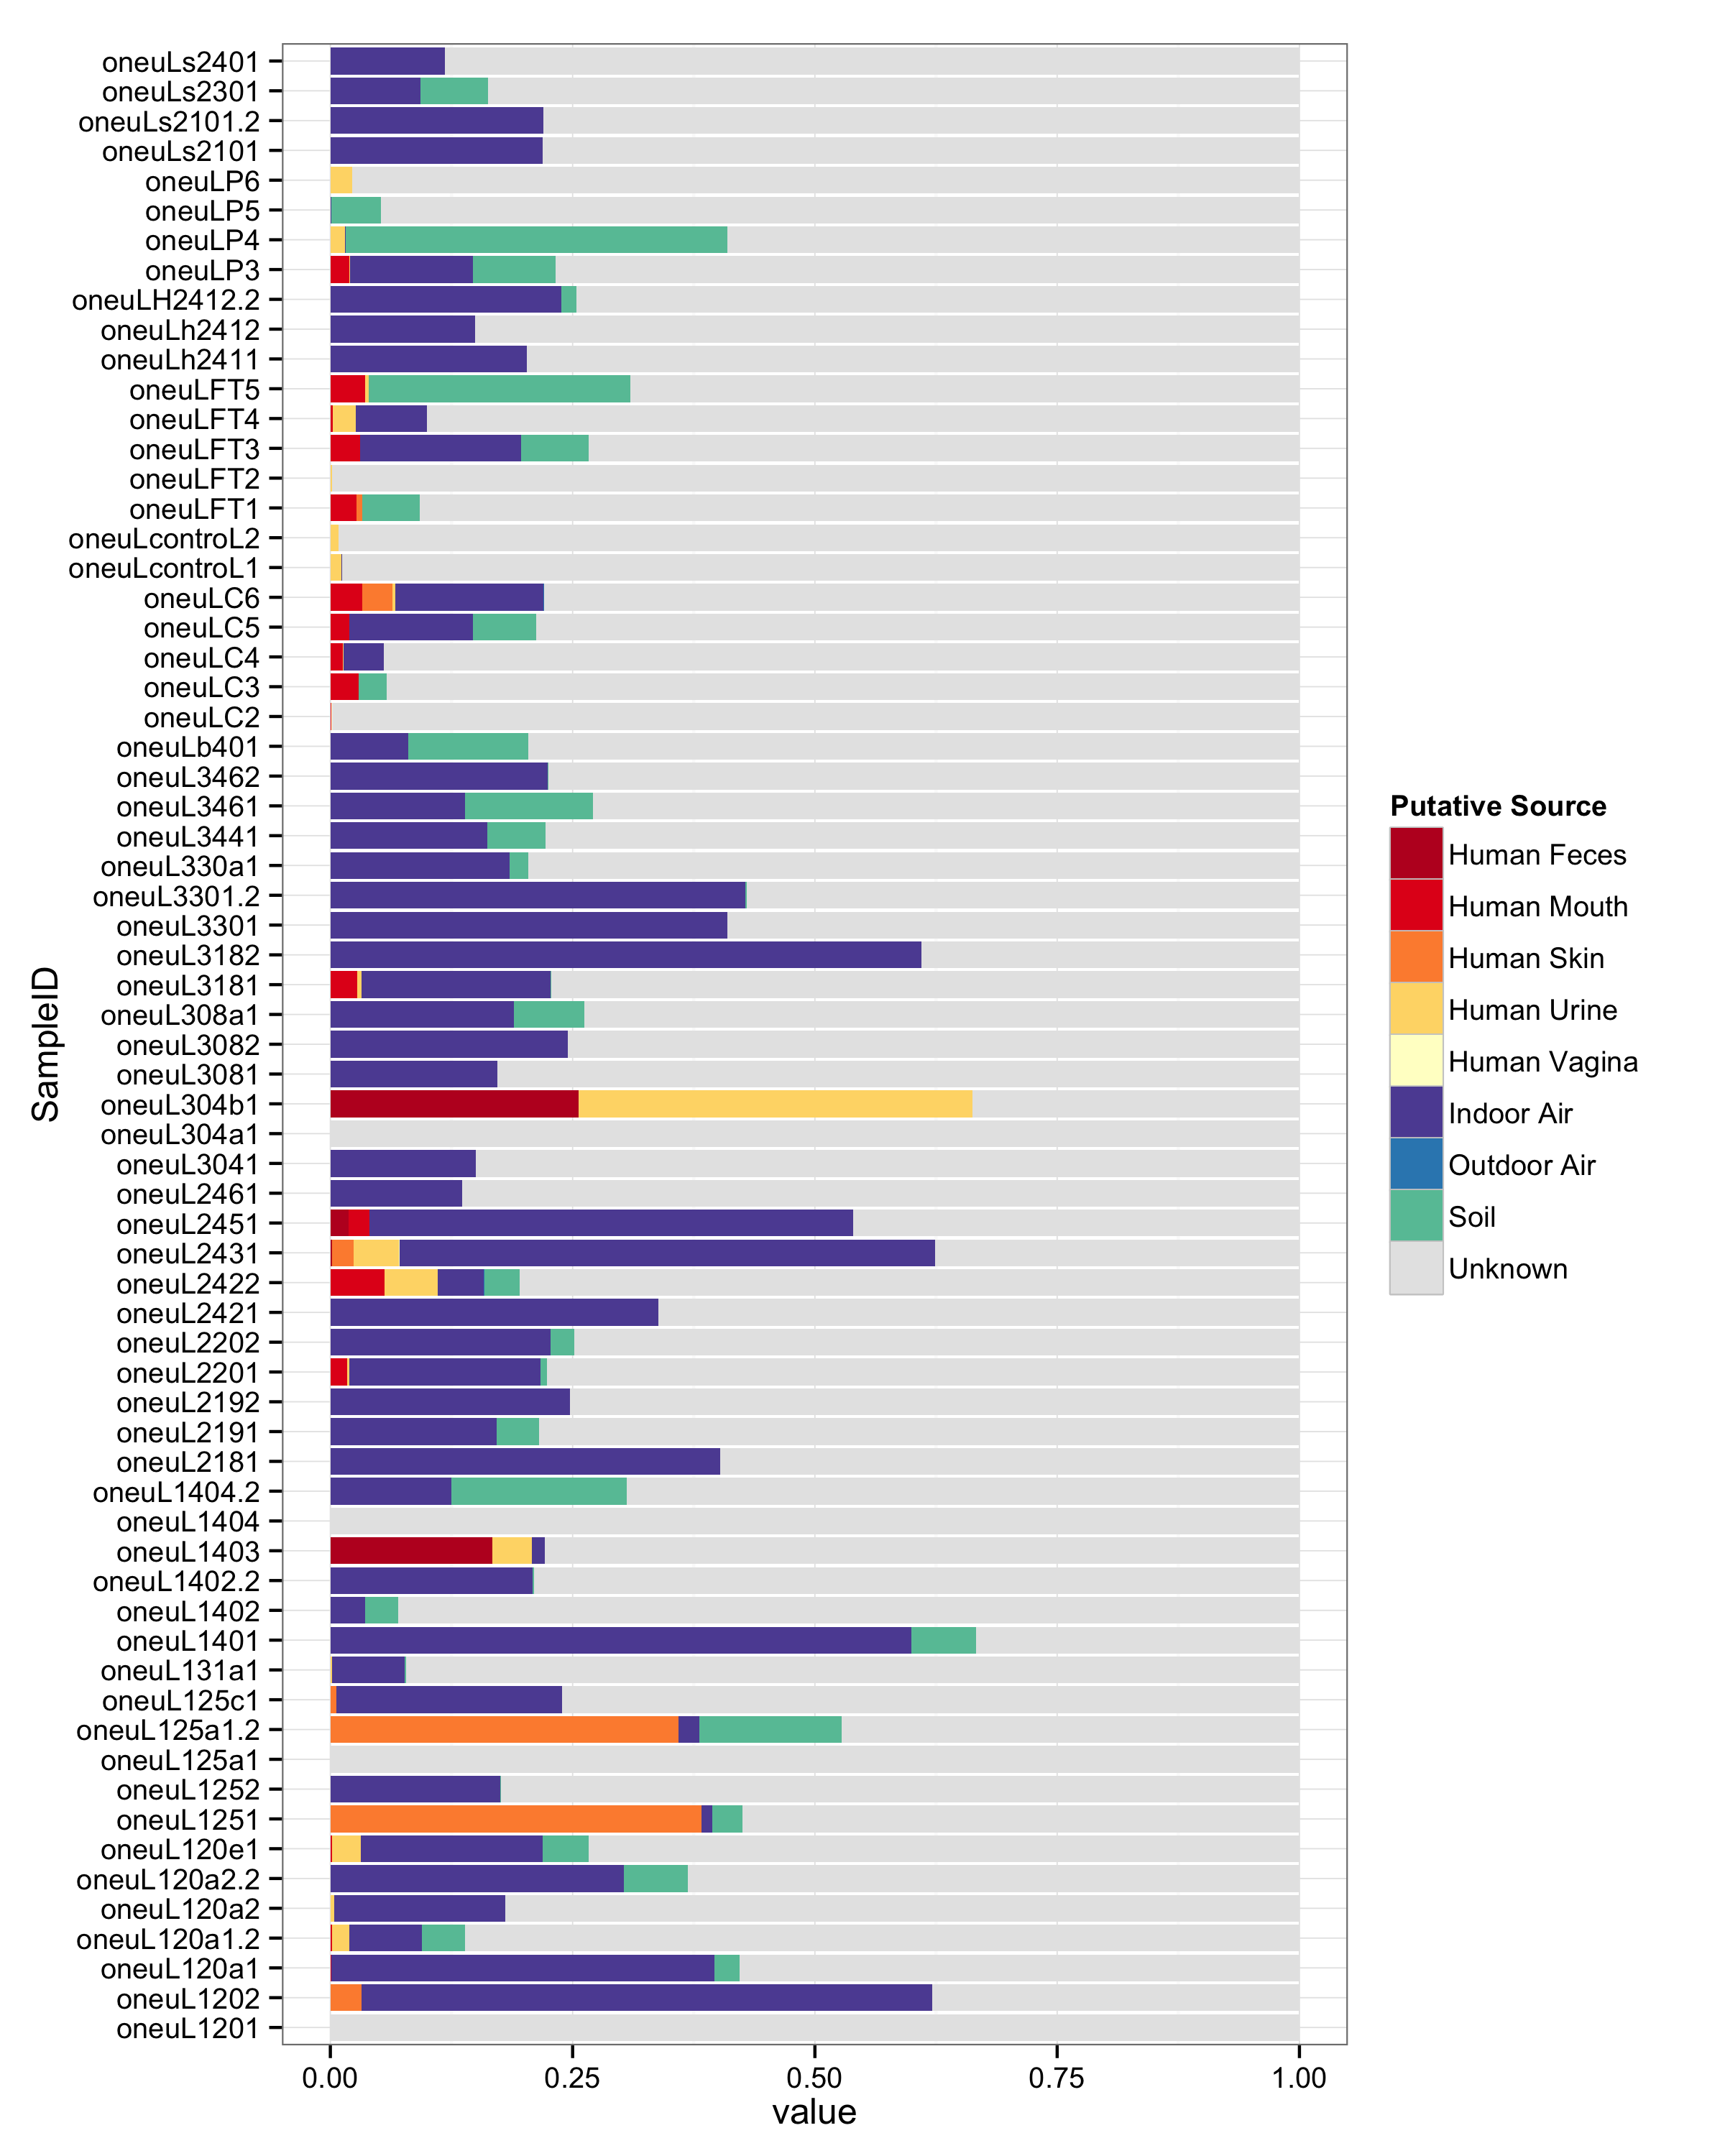 oneuLs2401
oneuLs2301
oneuLs2101.2
oneuLs2101
oneuLP6
oneuLP5
oneuLP4
oneuLP3
oneuLH2412.2
oneuLh2412
oneuLh2411
oneuLFT5
oneuLFT4
oneuLFT3
oneuLFT2
oneuLFT1
oneuLcontroL2
oneuLcontroL1
oneuLC6
oneuLC5
oneuLC4
oneuLC3
oneuLC2
oneuLb401
oneuL3462
oneuL3461
oneuL3441
oneuL330a1
oneuL3301.2
oneuL3301
oneuL3182
oneuL3181
oneuL308a1
oneuL3082
oneuL3081
oneuL304b1
oneuL304a1
oneuL3041
oneuL2461
oneuL2451
oneuL2431
oneuL2422
oneuL2421
oneuL2202
oneuL2201
oneuL2192
oneuL2191
oneuL2181
oneuL1404.2
oneuL1404
oneuL1403
oneuL1402.2
oneuL1402
oneuL1401
oneuL131a1
oneuL125c1
oneuL125a1.2
oneuL125a1
oneuL1252
oneuL1251
oneuL120e1
oneuL120a2.2
oneuL120a2
oneuL120a1.2
oneuL120a1
oneuL1202
oneuL1201
SampleID
0.00 0.25 0.50 0.75 1.00
value
Putative Source
Human Feces
Human Mouth
Human Skin
Human Urine
Human Vagina
Indoor Air
Outdoor Air
Soil
Unknown